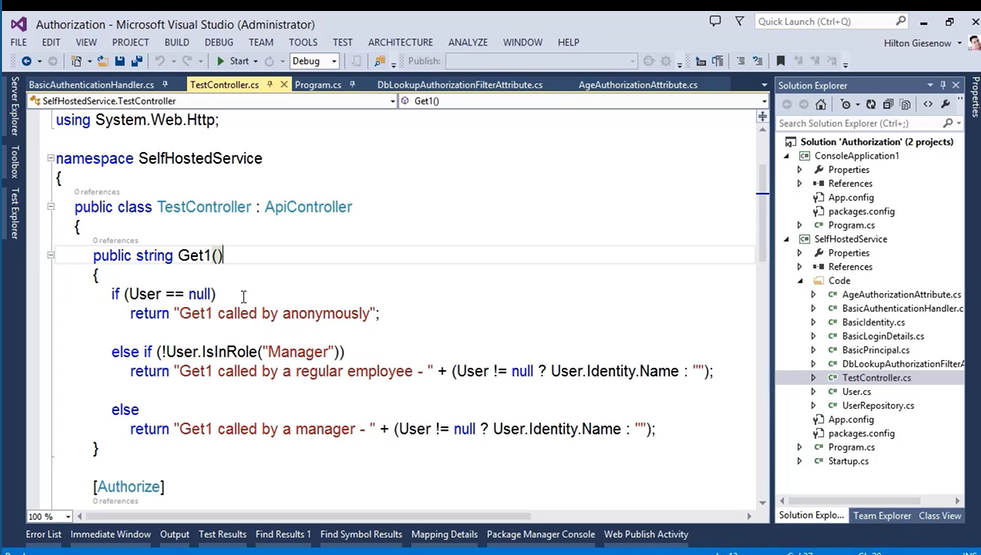 Authorization - Microsoft Visual Studio (Administrator)
Quick Launch (Ctrl+Q)
FILE EDIT VIEW PROJECT BUILD DEBUG TEAM TOOLS TEST ARCHITECTURE ANALYZE WINDOW HELP
Hilton Giesenow
Start Debug Publish:
Server Explorer
Toolbox
Test Explorer
BasicAuthenticationHandler.cs TestController.cs Program.cs DbLookupAuthorizationFilterAttribute.cs AgeAuthorizationAttribute.cs
SelfHostedService.TestController Get1()
using System.Web.Http;
namespace SelfHostedService
{
0 references
public class TestController : ApiController
{
0 references
public string Get1()
{
if (User == null)
return "Get1 called by anonymously";
else if (!User.IsInRole("Manager"))
return "Get1 called by a regular employee - " + (User != null ? User.Identity.Name : "");
else
return "Get1 called by a manager - " + (User != null ? User.Identity.Name : "");
}
[Authorize]
0 references
100 %
Solution Explorer
Search Solution Explorer (Ctrl+;)
Solution 'Authorization' (2 projects)
ConsoleApplication1
Properties
References
App.config
packages.config
Program.cs
SelfHostedService
Properties
References
Code
AgeAuthorizationAttribute.cs
BasicAuthenticationHandler.cs
BasicIdentity.cs
BasicLoginDetails.cs
BasicPrincipal.cs
DbLookupAuthorizationFilterA
TestController.cs
User.cs
UserRepository.cs
App.config
packages.config
Program.cs
Startup.cs
Solution Explo... Team Explorer Class View
Properties
Error List Immediate Window Output Test Results Find Results 1 Find Symbol Results Mapping Details Package Manager Console Web Publish Activity